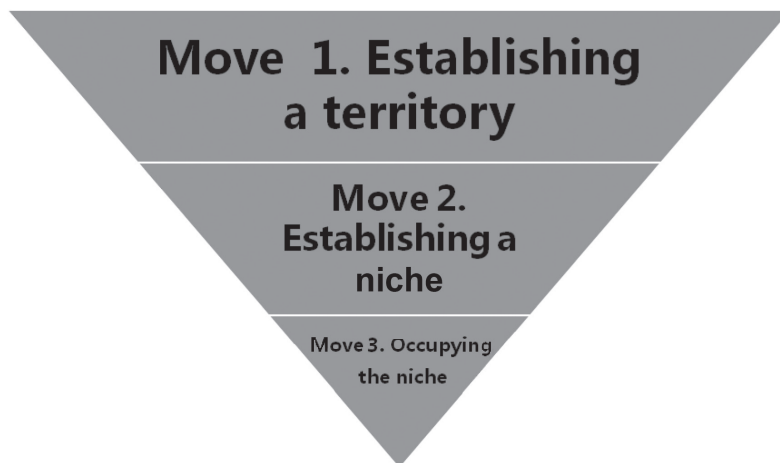 Move 1. Establishing
a territory
Move 2.
Establishing a
niche
Move 3. Occupying
the niche